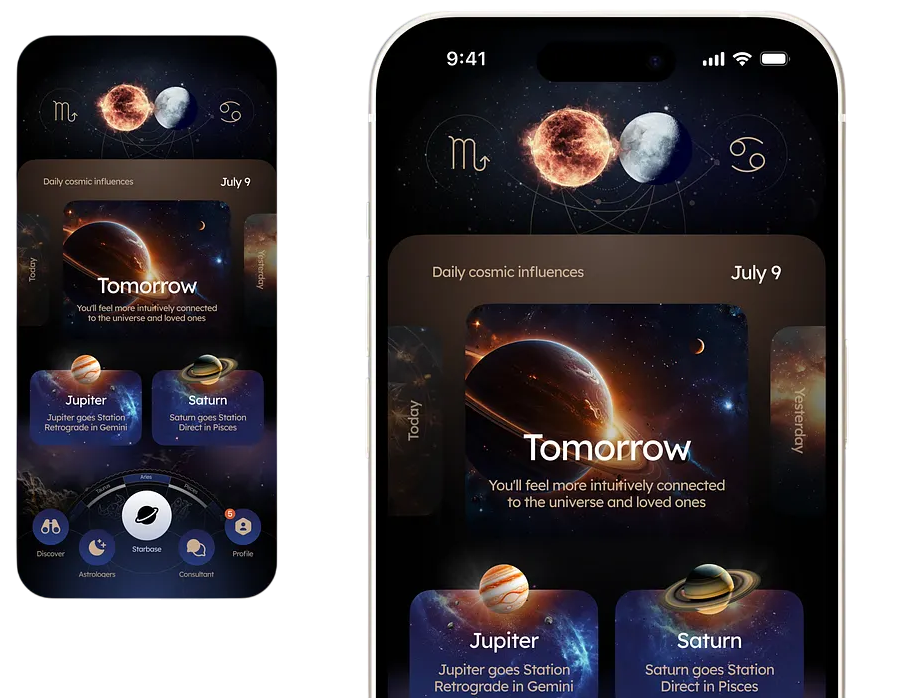 Daily cosmic influences
July 9
Today
Tomorrow
You'll feel more intuitively connected
to the universe and loved ones
Yesterday
Jupiter
Jupiter goes Station
Retrograde in Gemini
Saturn
Saturn goes Station
Direct in Pisces
Taurus
Aries
Pisces
5
Discover
Astrologers
Starbase
Consultant
Profile
9:41
Daily cosmic influences
July 9
Today
Tomorrow
You'll feel more intuitively connected
to the universe and loved ones
Yesterday
Jupiter
Jupiter goes Station
Retrograde in Gemini
Saturn
Saturn goes Station
Direct in Pisces